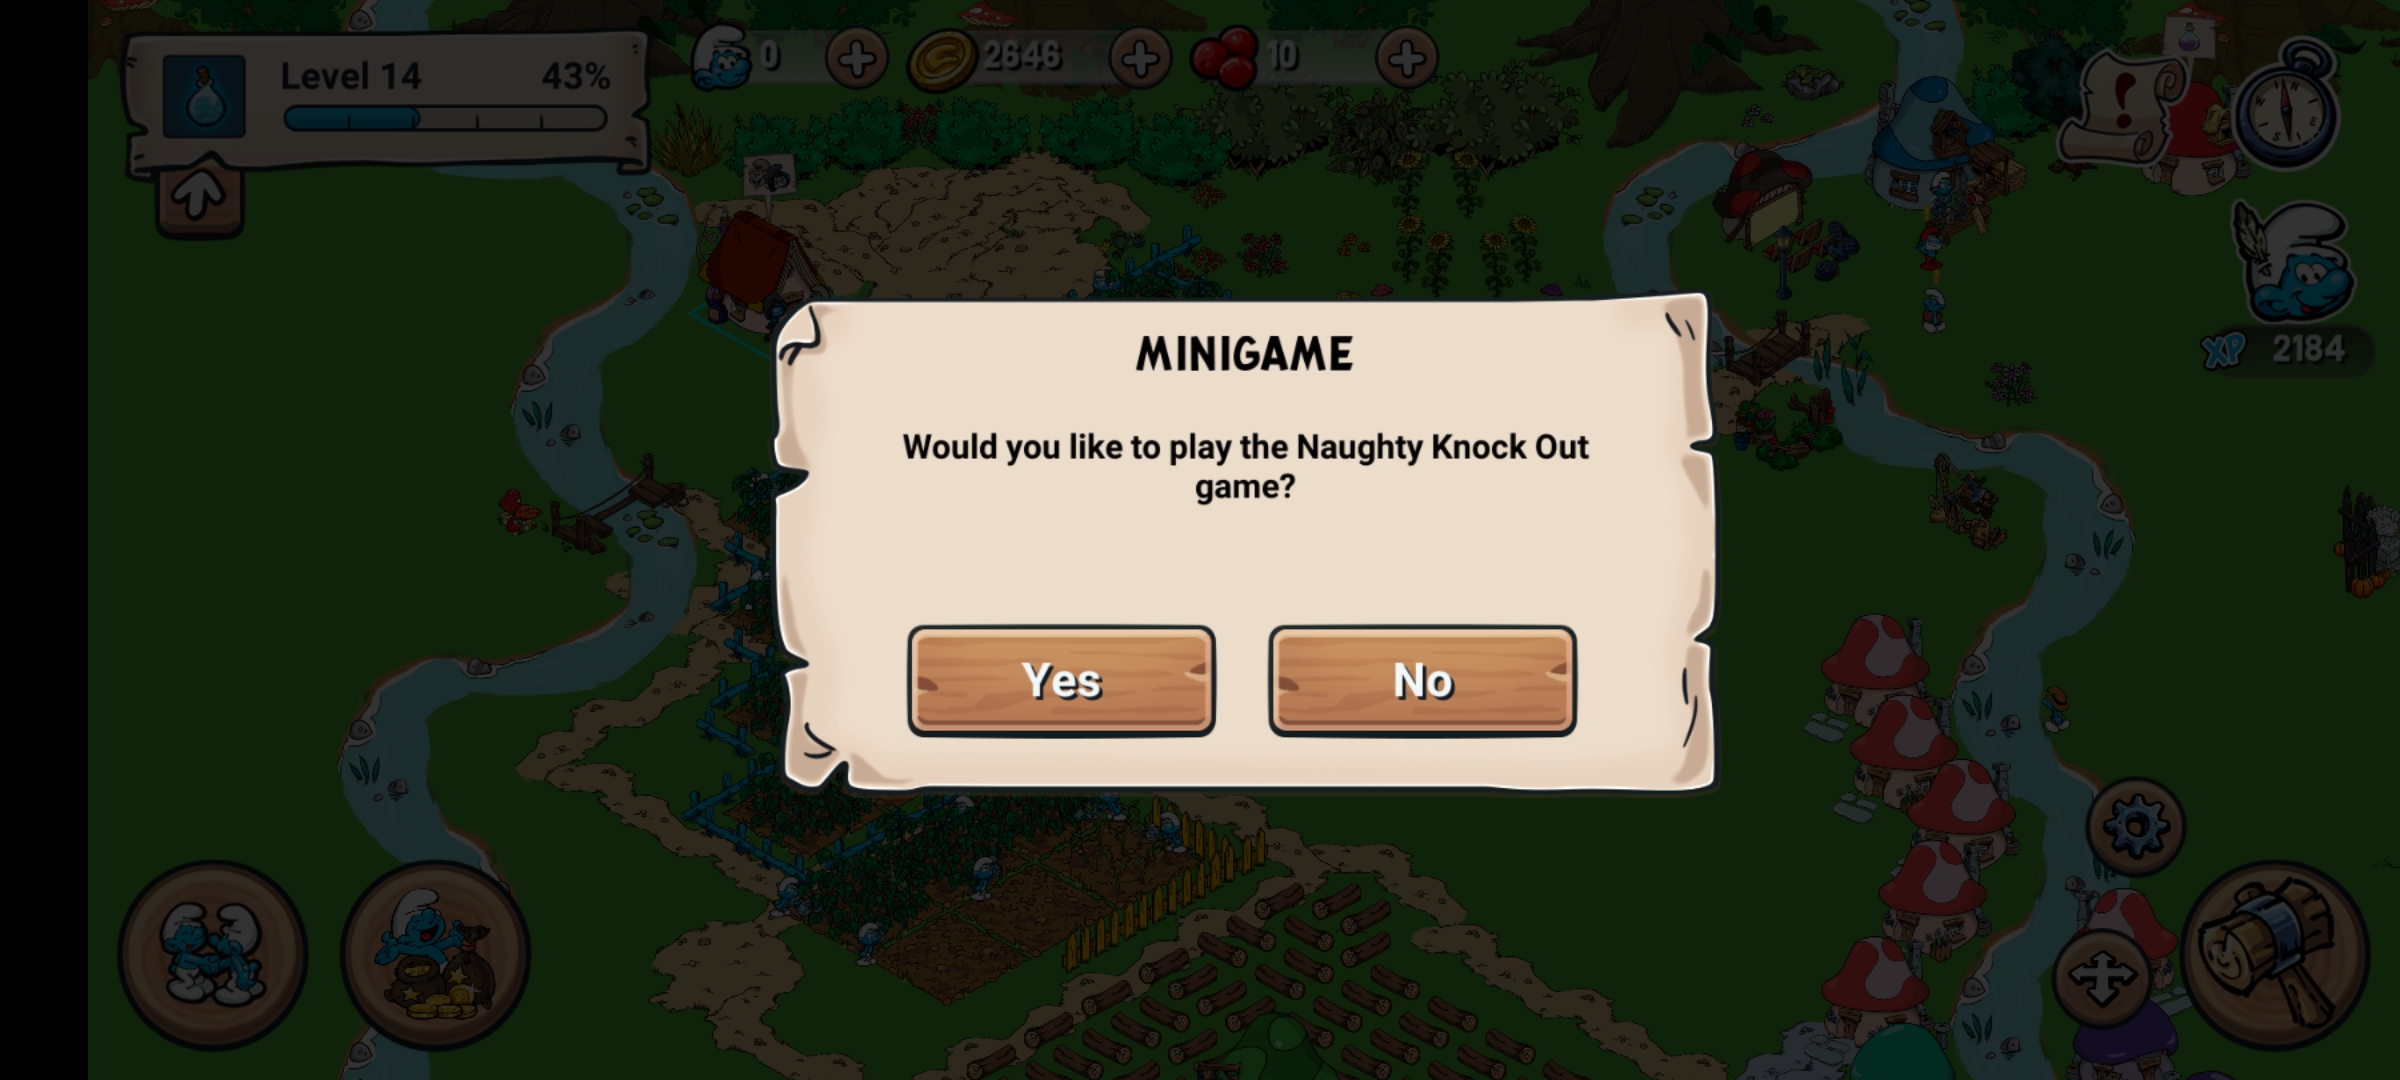 Level 14 43%
0
2646
10
XP 2184
MINIGAME
Would you like to play the Naughty Knock Out
game?
Yes
No